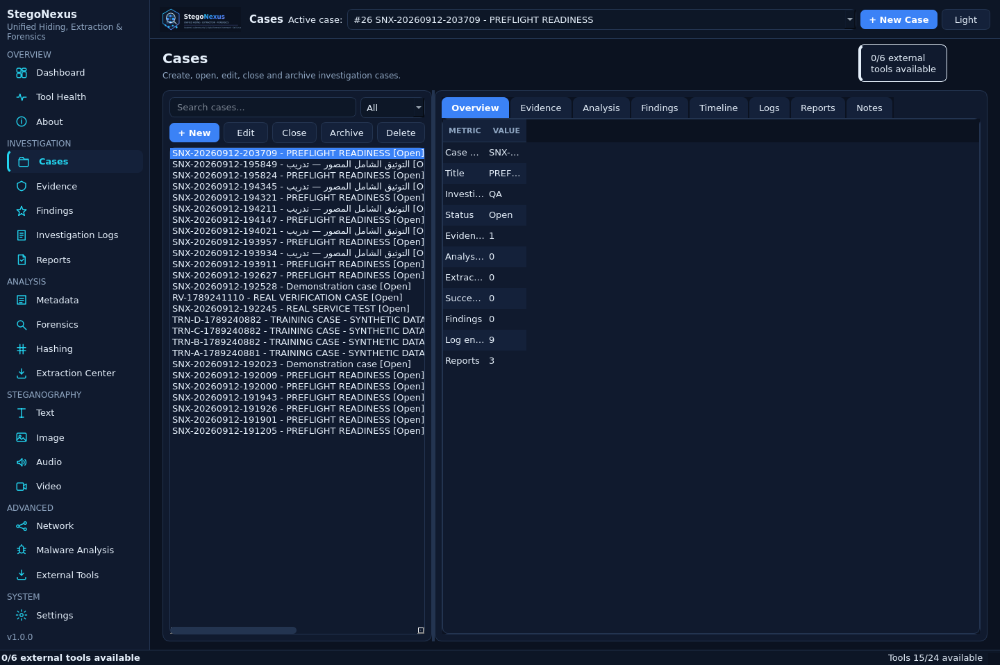 StegoNexus
Unified Hiding, Extraction &
Forensics
OVERVIEW
Dashboard
Tool Health
About
INVESTIGATION
Cases
Evidence
Findings
Investigation Logs
Reports
ANALYSIS
Metadata
Forensics
Hashing
Extraction Center
STEGANOGRAPHY
Text
Image
Audio
Video
ADVANCED
Network
Malware Analysis
External Tools
SYSTEM
Settings
v1.0.0
StegoNexus
Cases Active case: #26 SNX-20260912-203709 - PREFLIGHT READINESS + New Case Light
Cases
Create, open, edit, close and archive investigation cases.
0/6 external
tools available
Search cases... All
+ New Edit Close Archive Delete
SNX-20260912-203709 - PREFLIGHT READINESS [Open]
SNX-20260912-195849 - التوثيق الشامل المصور — تدريب [O
SNX-20260912-195824 - PREFLIGHT READINESS [Open]
SNX-20260912-194345 - التوثيق الشامل المصور — تدريب [O
SNX-20260912-194321 - PREFLIGHT READINESS [Open]
SNX-20260912-194211 - التوثيق الشامل المصور — تدريب [O
SNX-20260912-194147 - PREFLIGHT READINESS [Open]
SNX-20260912-194021 - التوثيق الشامل المصور — تدريب [O
SNX-20260912-193957 - PREFLIGHT READINESS [Open]
SNX-20260912-193934 - التوثيق الشامل المصور — تدريب [O
SNX-20260912-193911 - PREFLIGHT READINESS [Open]
SNX-20260912-192627 - PREFLIGHT READINESS [Open]
SNX-20260912-192528 - Demonstration case [Open]
RV-1789241110 - REAL VERIFICATION CASE [Open]
SNX-20260912-192245 - REAL SERVICE TEST [Open]
TRN-D-1789240882 - TRAINING CASE - SYNTHETIC DATA
TRN-C-1789240882 - TRAINING CASE - SYNTHETIC DATA
TRN-B-1789240882 - TRAINING CASE - SYNTHETIC DATA
TRN-A-1789240881 - TRAINING CASE - SYNTHETIC DATA
SNX-20260912-192023 - Demonstration case [Open]
SNX-20260912-192009 - PREFLIGHT READINESS [Open]
SNX-20260912-192000 - PREFLIGHT READINESS [Open]
SNX-20260912-191943 - PREFLIGHT READINESS [Open]
SNX-20260912-191926 - PREFLIGHT READINESS [Open]
SNX-20260912-191901 - PREFLIGHT READINESS [Open]
SNX-20260912-191205 - PREFLIGHT READINESS [Open]
Overview Evidence Analysis Findings Timeline Logs Reports Notes
METRIC VALUE
Case ... SNX-...
Title PREF...
Investi... QA
Status Open
Eviden... 1
Analys... 0
Extrac... 0
Succe... 0
Findings 0
Log en... 9
Reports 3
0/6 external tools available
Tools 15/24 available